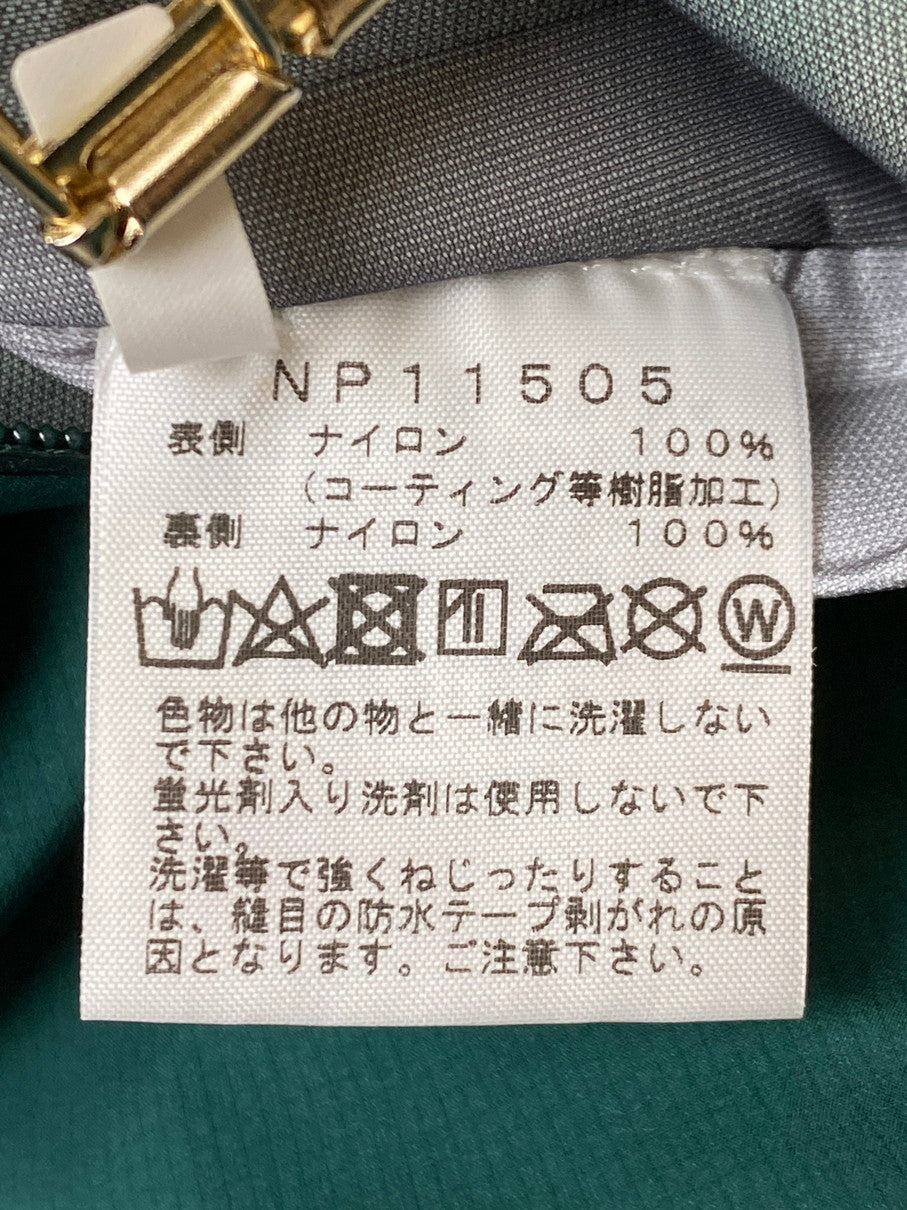 NP11505
表側 ナイロン 100%
(コーティング等樹脂加工)
裏側 ナイロン 100%
W
色物は他の物と一緒に洗濯しない
で下さい。
蛍光剤入り洗剤は使用しないで下
さい。
洗濯等で強くねじったりすること
は、縫目の防水テープ剥がれの原
因となります。ご注意下さい。